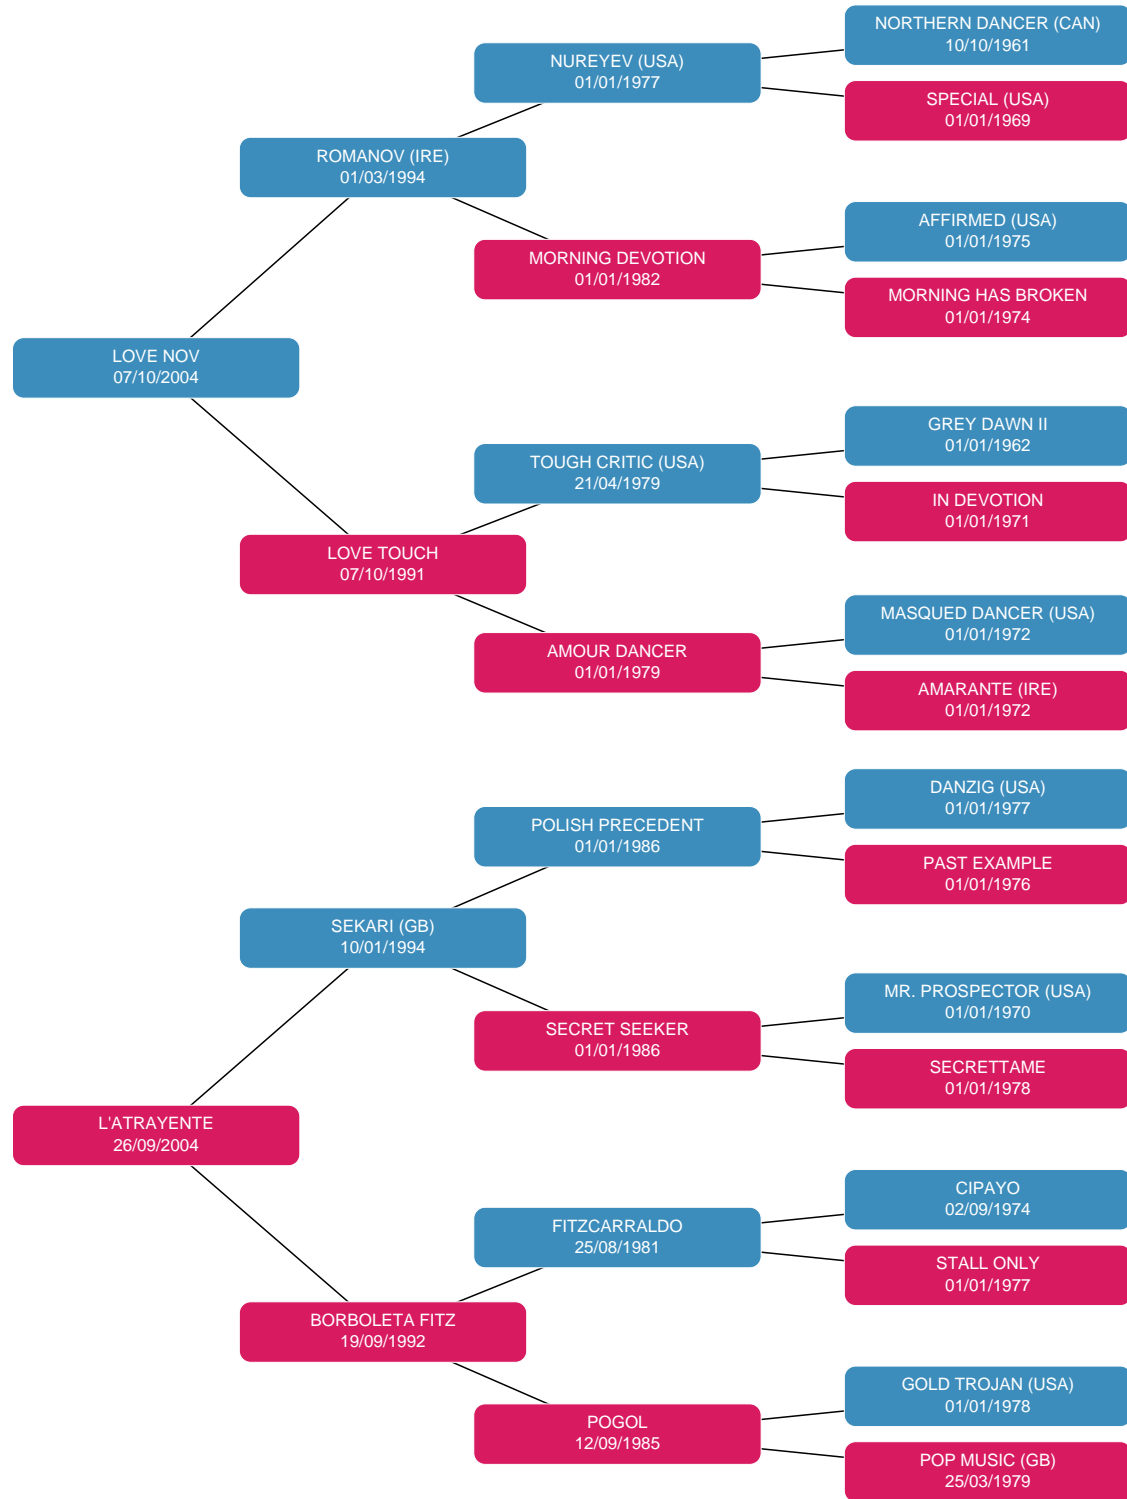 NORTHERN DANCER (CAN)
10/10/1961
NUREYEV (USA)
01/01/1977
SPECIAL (USA)
01/01/1969
ROMANOV (IRE)
01/03/1994
AFFIRMED (USA)
01/01/1975
MORNING DEVOTION
01/01/1982
MORNING HAS BROKEN
01/01/1974
LOVE NOV
07/10/2004
GREY DAWN II
01/01/1962
TOUGH CRITIC (USA)
21/04/1979
IN DEVOTION
01/01/1971
LOVE TOUCH
07/10/1991
MASQUED DANCER (USA)
01/01/1972
AMOUR DANCER
01/01/1979
AMARANTE (IRE)
01/01/1972
DANZIG (USA)
01/01/1977
POLISH PRECEDENT
01/01/1986
PAST EXAMPLE
01/01/1976
SEKARI (GB)
10/01/1994
MR. PROSPECTOR (USA)
01/01/1970
SECRET SEEKER
01/01/1986
SECRETTAME
01/01/1978
L'ATRAYENTE
26/09/2004
CIPAYO
02/09/1974
FITZCARRALDO
25/08/1981
STALL ONLY
01/01/1977
BORBOLETA FITZ
19/09/1992
GOLD TROJAN (USA)
01/01/1978
POGOL
12/09/1985
POP MUSIC (GB)
25/03/1979